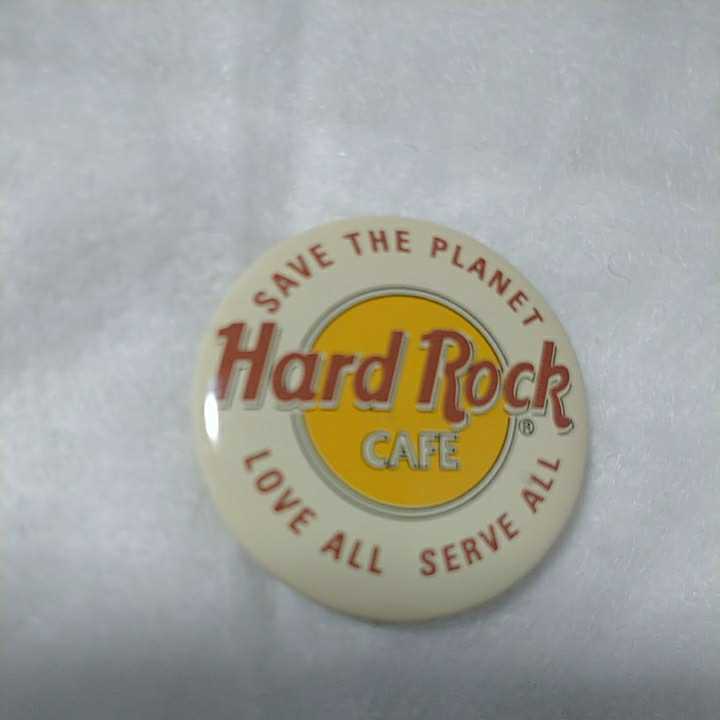 SAVE THE PLANET
Hard Rock
®
CAFE
LOVE ALL SERVE ALL